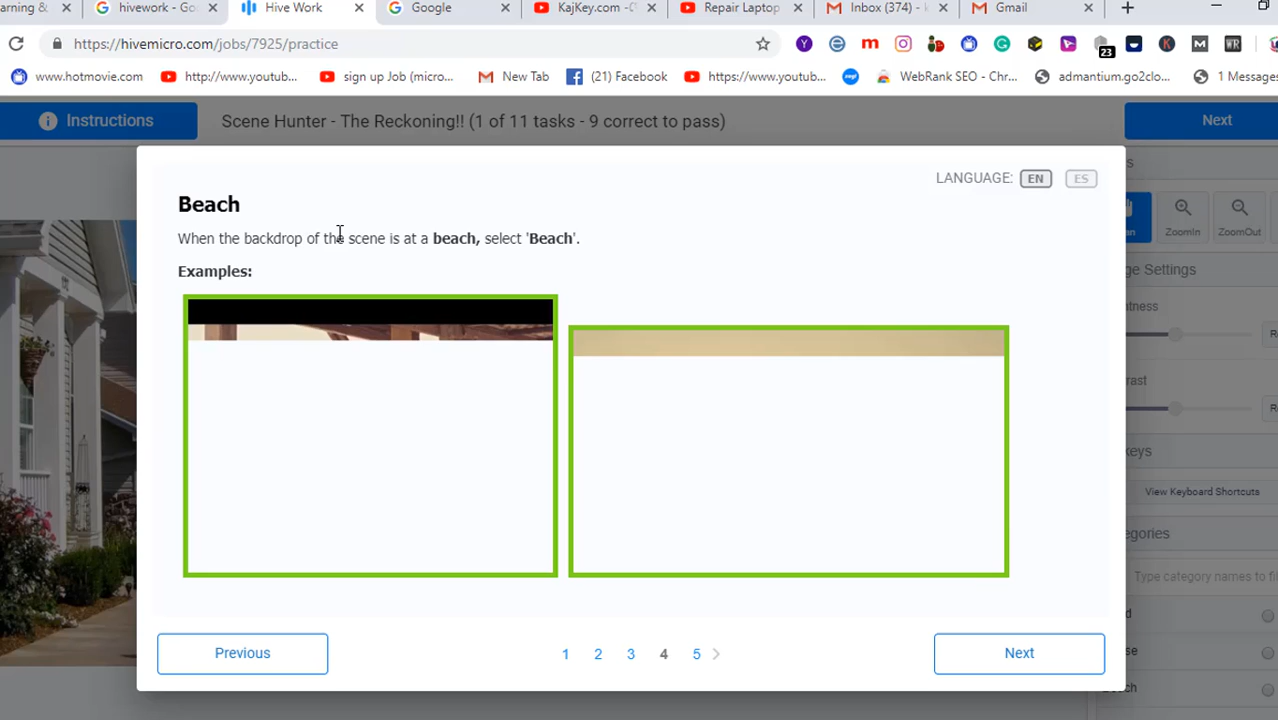 arning &
hivework - Go
Hive Work
Google
KajKey.com -
Repair Laptop
Inbox (374) -
Gmail
https://hivemicro.com/jobs/7925/practice
23
www.hotmovie.com
http://www.youtub...
sign up Job (micro...
New Tab
(21) Facebook
https://www.youtub...
WebRank SEO - Chr...
admantium.go2clo...
1 Messages
Instructions
Scene Hunter - The Reckoning!! (1 of 11 tasks - 9 correct to pass)
Next
LANGUAGE: EN ES
Beach
When the backdrop of the scene is at a beach, select 'Beach'.
Examples:
ZoomIn
ZoomOut
ge Settings
ntness
rast
keys
View Keyboard Shortcuts
egories
Type category names to fi
d
se
Beach
Previous
1 2 3 4 5
Next